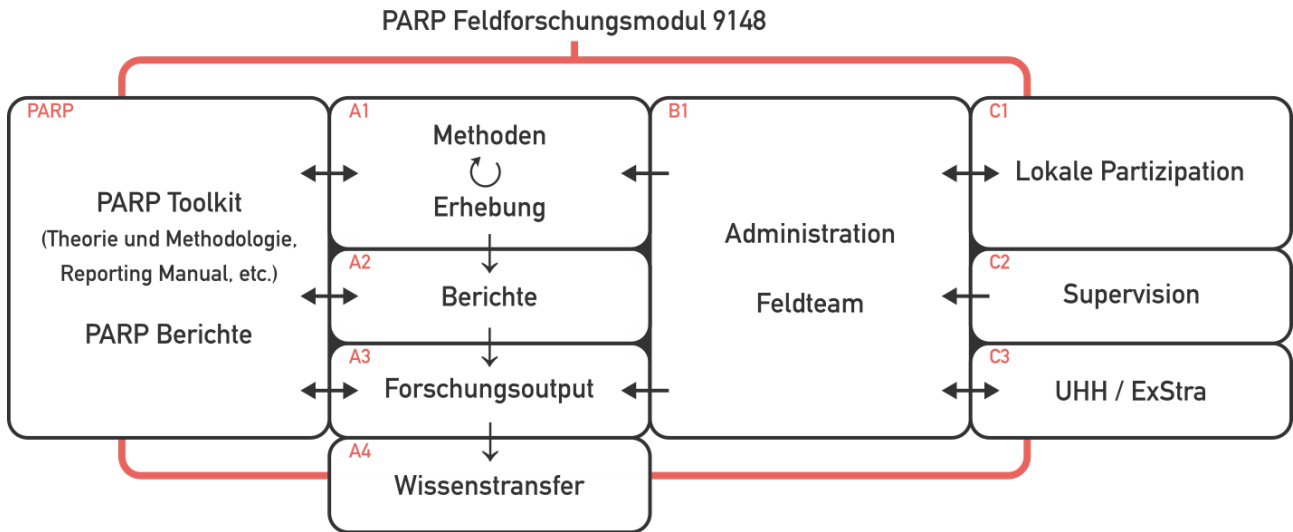 PARP Feldforschungsmodul 9148
PARP
PARP Toolkit
(Theorie und Methodologie,
Reporting Manual, etc.)
PARP Berichte
A1
Methoden
Erhebung
A2
Berichte
A3
Forschungsoutput
A4
Wissenstransfer
B1
Administration
Feldteam
C1
Lokale Partizipation
C2
Supervision
C3
UHH / ExStra